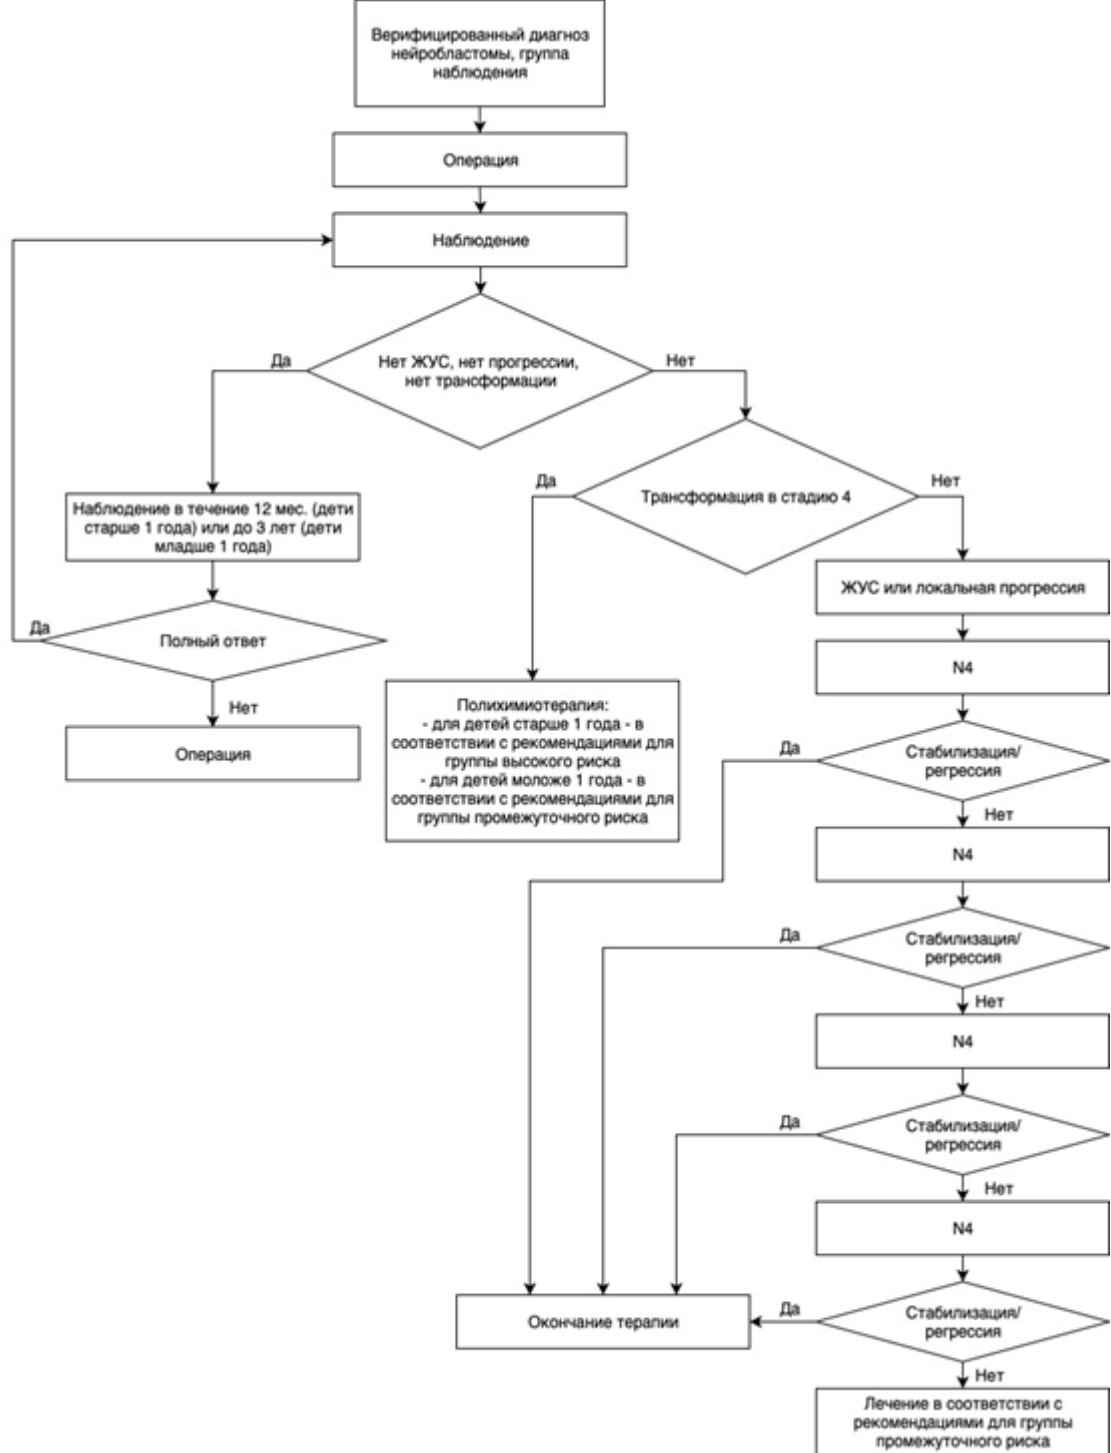 Верифицированный диагноз
нейробластомы, группа
наблюдения
Операция
Наблюдение
Да
Нет ЖУС, нет прогрессии,
нет трансформации
Нет
Да
Трансформация в стадию 4
Нет
Наблюдение в течение 12 мес. (дети
старше 1 года) или до 3 лет (дети
младше 1 года)
ЖУС или локальная прогрессия
Да
Полный ответ
Нет
Операция
N4
Полихимиотерапия:
- для детей старше 1 года - в
соответствии с рекомендациями для
группы высокого риска
- для детей моложе 1 года - в
соответствии с рекомендациями для
группы промежуточного риска
Да
Стабилизация/
регрессия
Нет
N4
Да
Стабилизация/
регрессия
Нет
N4
Да
Стабилизация/
регрессия
Нет
N4
Окончание терапии
Да
Стабилизация/
регрессия
Нет
Лечение в соответствии с
рекомендациями для группы
промежуточного риска